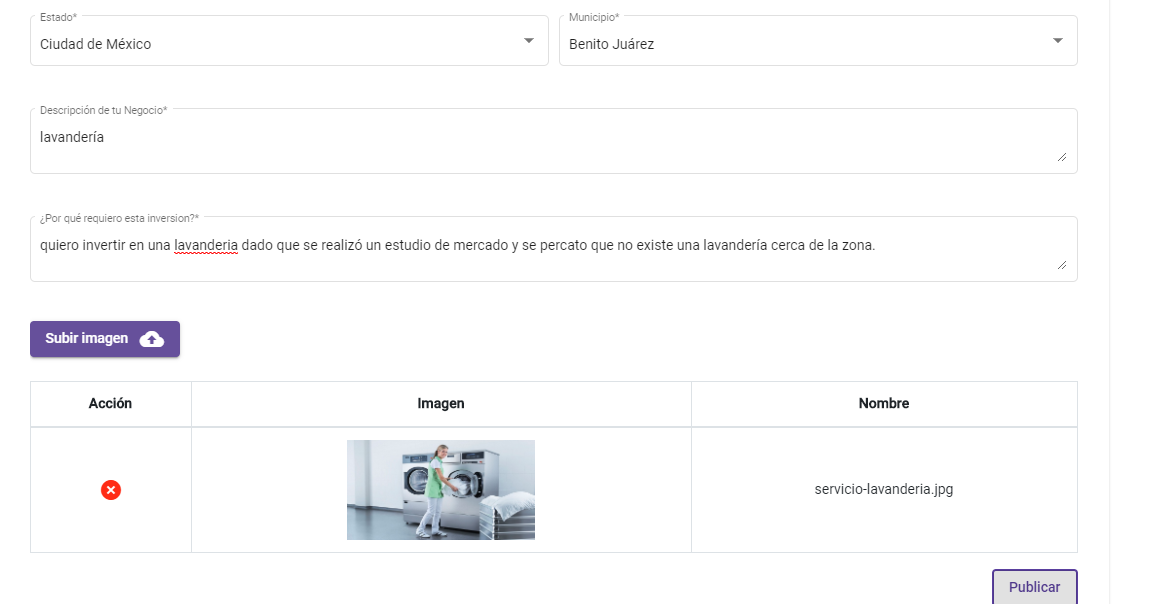 Estado* Municipio*
Ciudad de México Benito Juárez
Descripción de tu Negocio*
lavandería
¿Por qué requiero esta inversion?*
quiero invertir en una lavanderia dado que se realizó un estudio de mercado y se percato que no existe una lavandería cerca de la zona.
Subir imagen
Acción Imagen Nombre
servicio-lavanderia.jpg
Publicar